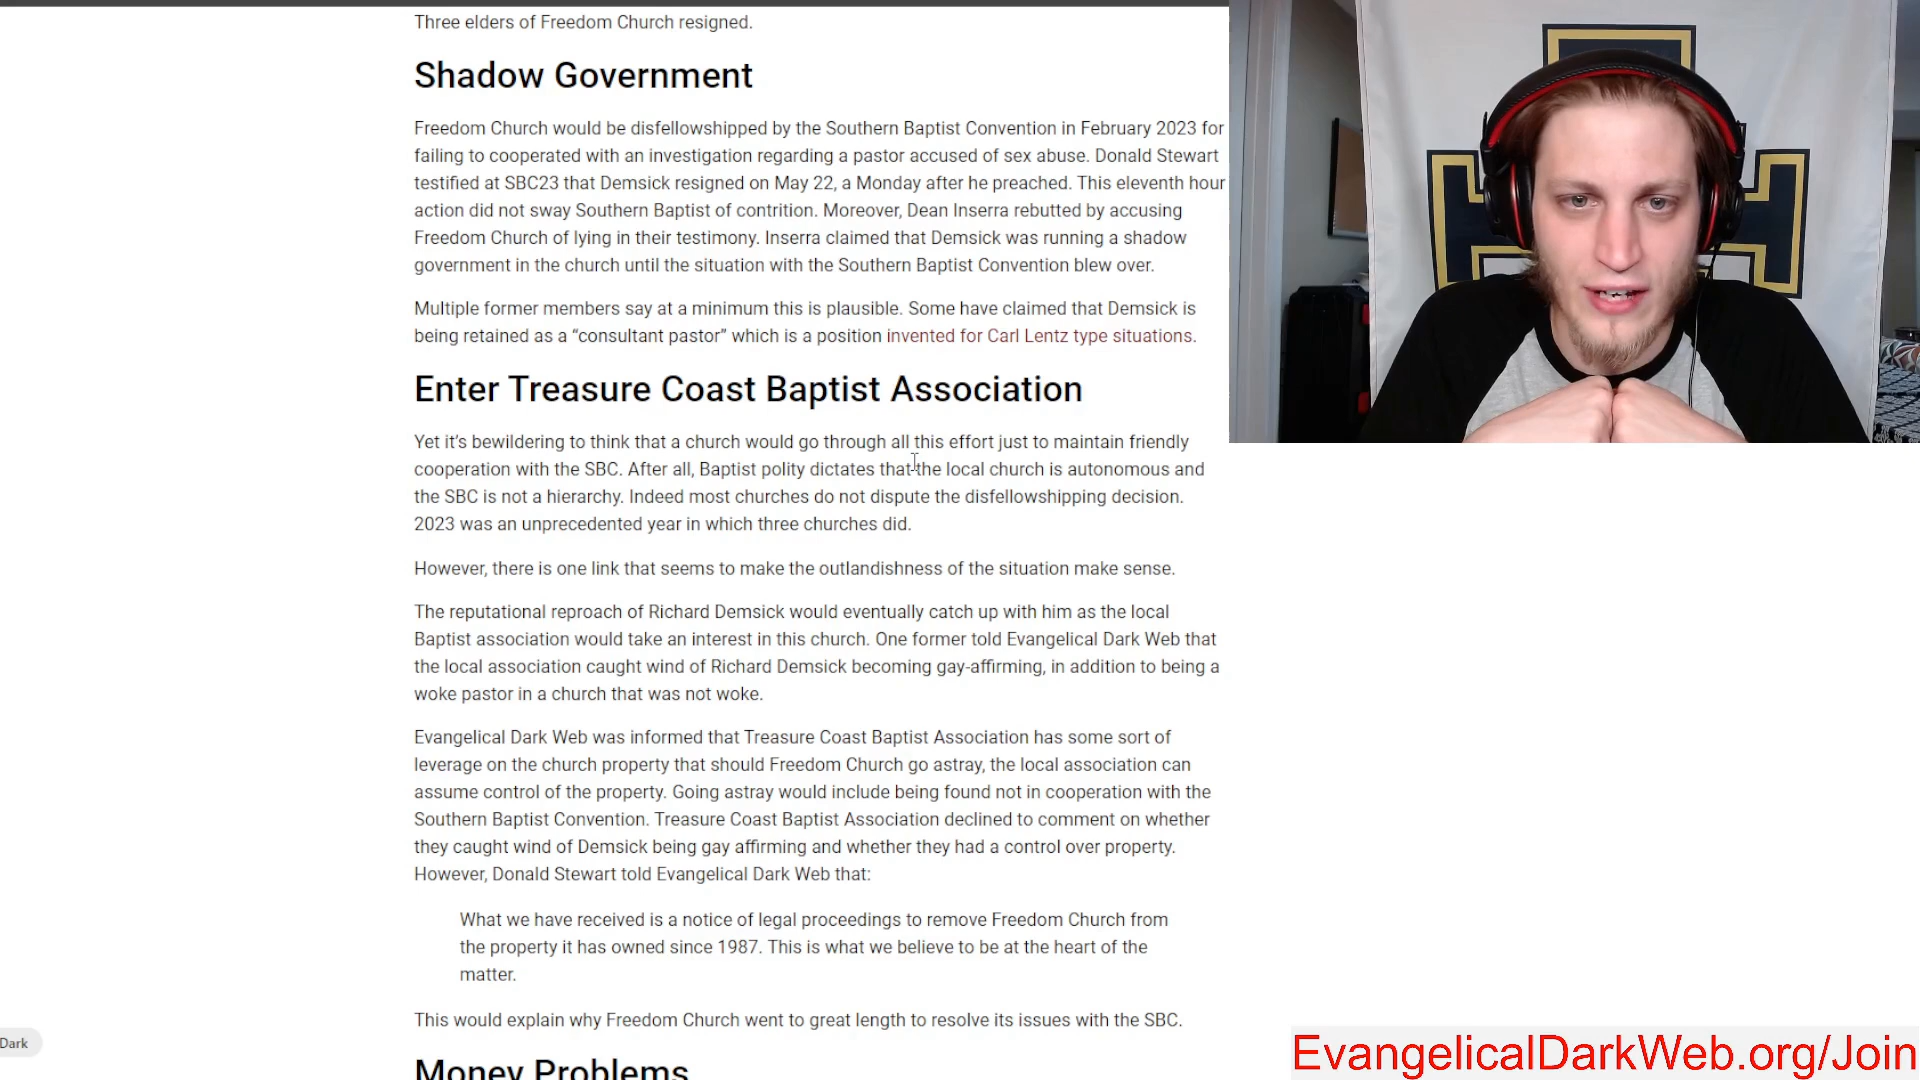 Three elders of Freedom Church resigned.
Shadow Government
Freedom Church would be disfellowshipped by the Southern Baptist Convention in February 2023 for
failing to cooperated with an investigation regarding a pastor accused of sex abuse. Donald Stewart
testified at SBC23 that Demsick resigned on May 22, a Monday after he preached. This eleventh hour
action did not sway Southern Baptist of contrition. Moreover, Dean Inserra rebutted by accusing
Freedom Church of lying in their testimony. Inserra claimed that Demsick was running a shadow
government in the church until the situation with the Southern Baptist Convention blew over.
Multiple former members say at a minimum this is plausible. Some have claimed that Demsick is
being retained as a “consultant pastor” which is a position invented for Carl Lentz type situations.
Enter Treasure Coast Baptist Association
Yet it’s bewildering to think that a church would go through all this effort just to maintain friendly
cooperation with the SBC. After all, Baptist polity dictates that the local church is autonomous and
the SBC is not a hierarchy. Indeed most churches do not dispute the disfellowshipping decision.
2023 was an unprecedented year in which three churches did.
However, there is one link that seems to make the outlandishness of the situation make sense.
The reputational reproach of Richard Demsick would eventually catch up with him as the local
Baptist association would take an interest in this church. One former told Evangelical Dark Web that
the local association caught wind of Richard Demsick becoming gay-affirming, in addition to being a
woke pastor in a church that was not woke.
Evangelical Dark Web was informed that Treasure Coast Baptist Association has some sort of
leverage on the church property that should Freedom Church go astray, the local association can
assume control of the property. Going astray would include being found not in cooperation with the
Southern Baptist Convention. Treasure Coast Baptist Association declined to comment on whether
they caught wind of Demsick being gay affirming and whether they had a control over property.
However, Donald Stewart told Evangelical Dark Web that:
What we have received is a notice of legal proceedings to remove Freedom Church from
the property it has owned since 1987. This is what we believe to be at the heart of the
matter.
This would explain why Freedom Church went to great length to resolve its issues with the SBC.
Dark
Money Problems
EvangelicalDarkWeb.org/Join